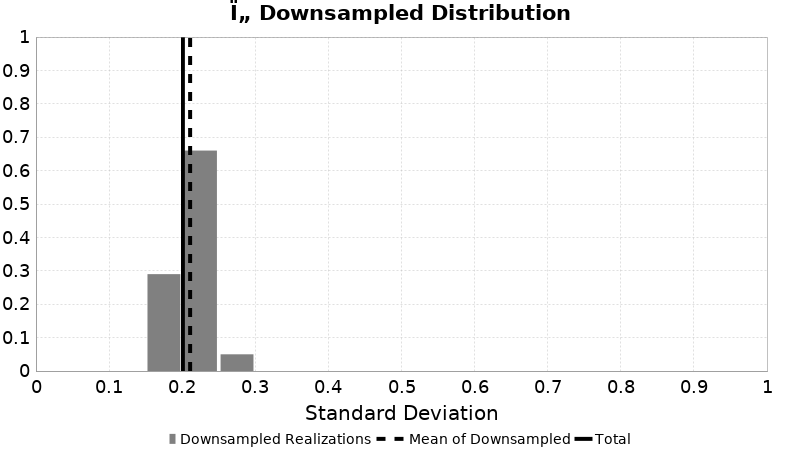 Ï„ Downsampled Distribution
1
0.9
0.8
0.7
0.6
0.5
0.4
0.3
0.2
0.1
0
0 0.1 0.2 0.3 0.4 0.5 0.6 0.7 0.8 0.9 1
Standard Deviation
Downsampled Realizations Mean of Downsampled Total